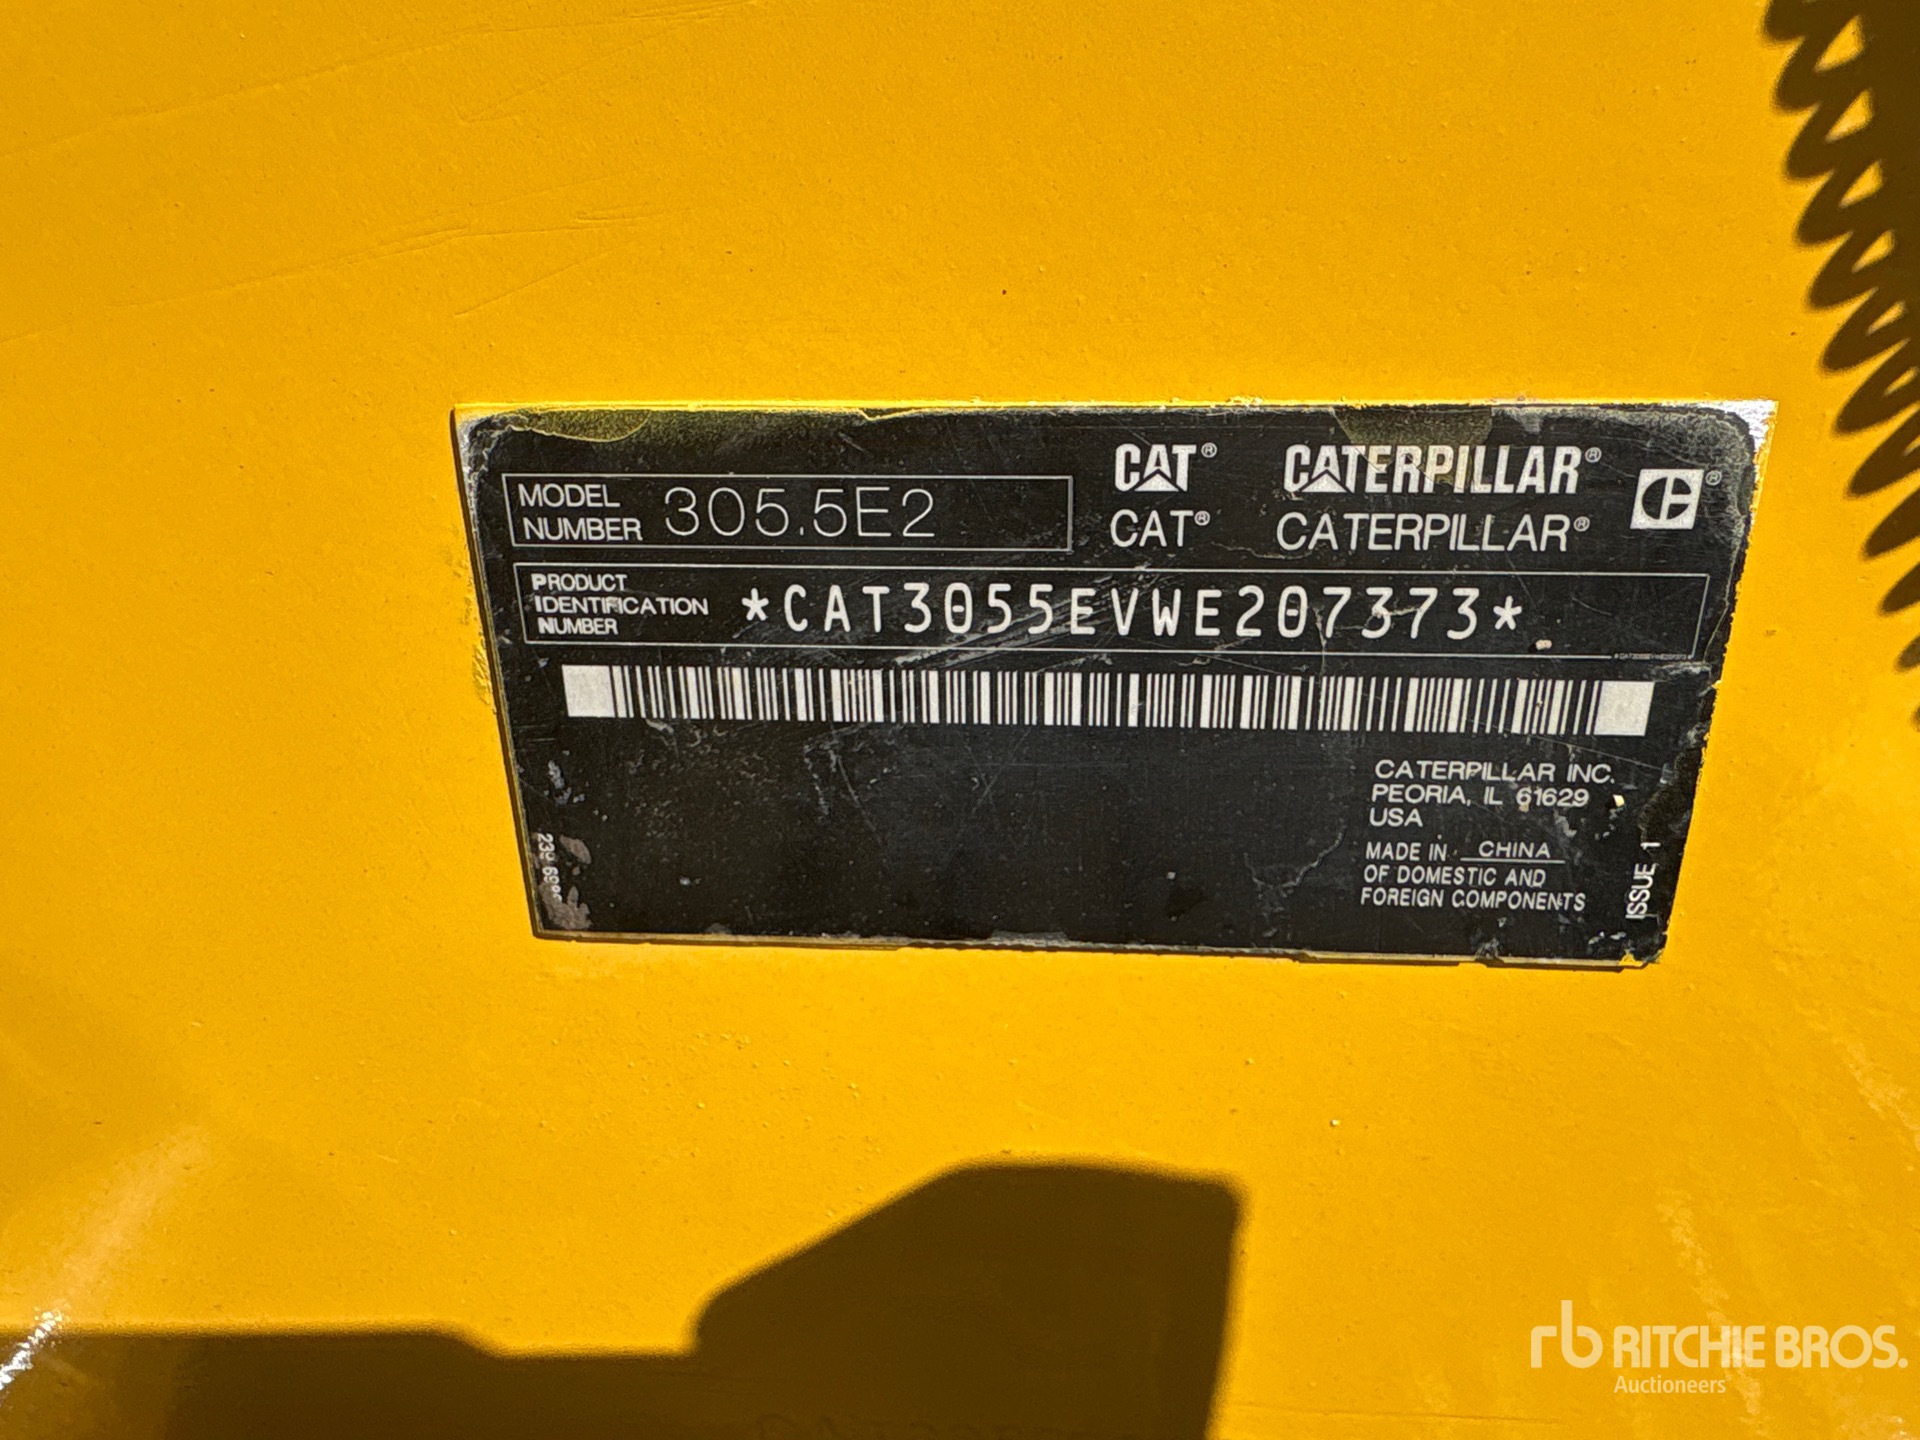 CAT® CATERPILLAR®
CAT® CATERPILLAR®
MODEL NUMBER 305.5E2
PRODUCT IDENTIFICATION NUMBER *CAT3055EVWE207373*
CATERPILLAR INC.
PEORIA, IL 61629
USA
MADE IN CHINA
OF DOMESTIC AND
FOREIGN COMPONENTS
ISSUE 1
rb RITCHIE BROS.
Auctioneers